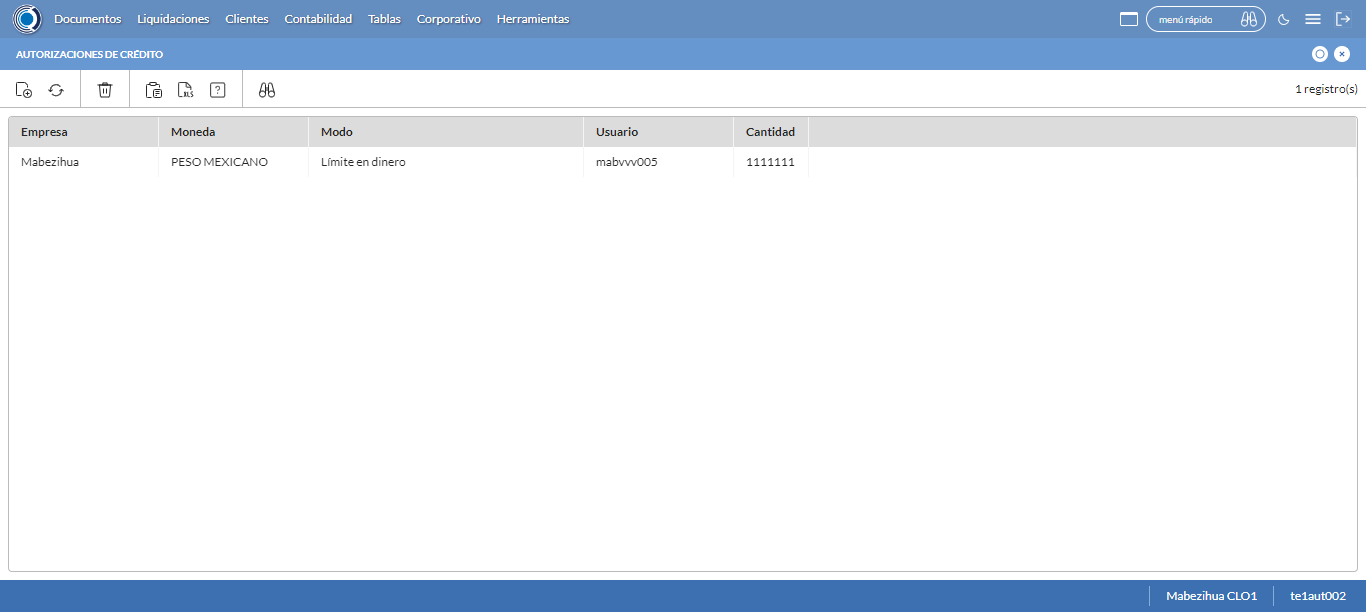 Documentos Liquidaciones Clientes Contabilidad Tablas Corporativo Herramientas menú rápido
AUTORIZACIONES DE CRÉDITO
XLS ? 1 registro(s)
Empresa Moneda Modo Usuario Cantidad
Mabezihua PESO MEXICANO Límite en dinero mabvvv005 1111111
Mabezihua CLO1 te1aut002